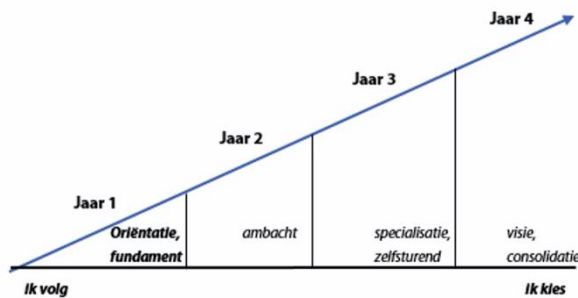 Jaar 4
Jaar 3
Jaar 2
Jaar 1
Oriëntatie,
fundament
ambacht
specialisatie,
zelfsturend
visie,
consolidatie
Ik volg
Ik kies